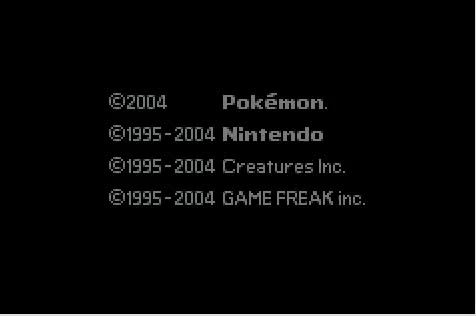 ©2004 Pokémon.
©1995-2004 Nintendo
©1995-2004 Creatures Inc.
©1995-2004 GAME FREAK inc.